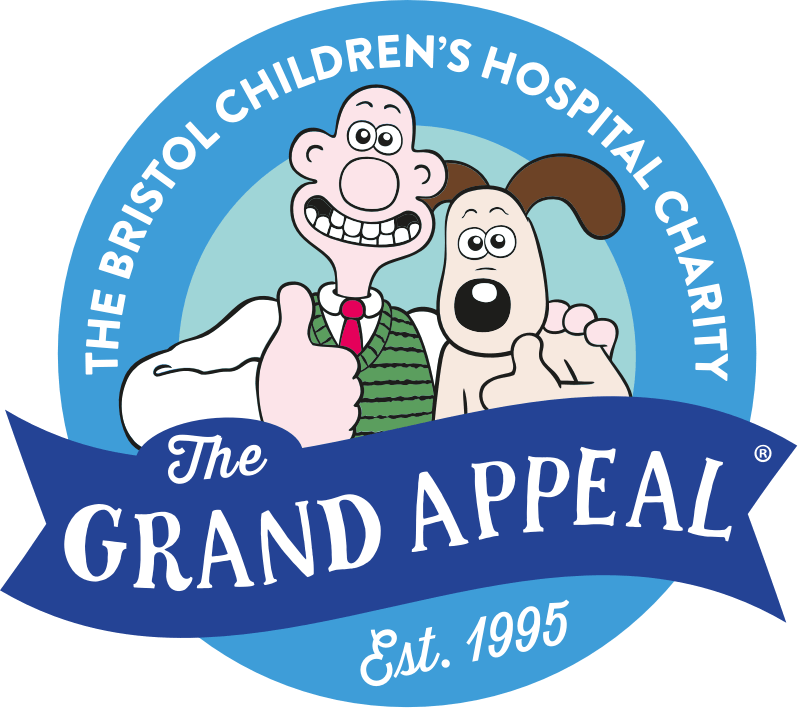 THE BRISTOL CHILDREN'S HOSPITAL CHARITY
The
GRAND APPEAL®
Est. 1995